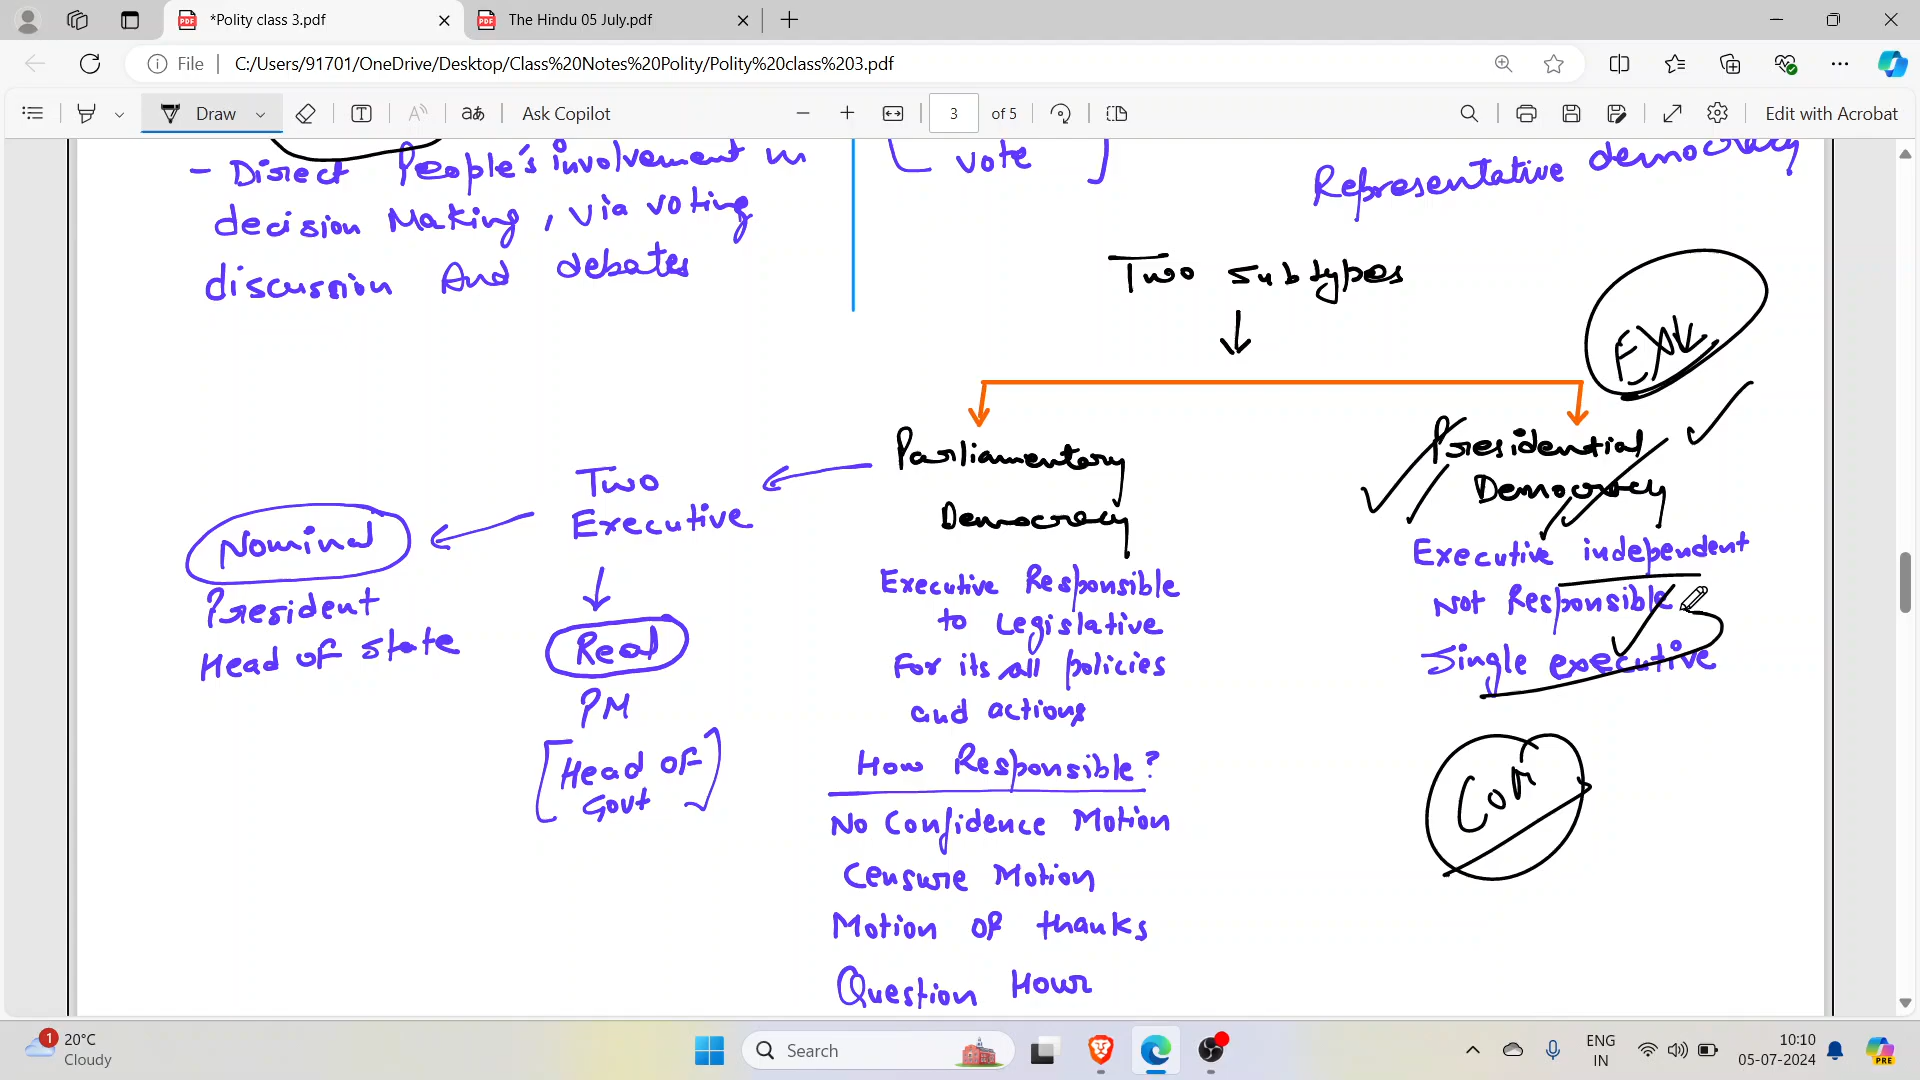 *Polity class 3.pdf
The Hindu 05 July.pdf
File
C:/Users/91701/OneDrive/Desktop/Class%20Notes%20Polity/Polity%20class%203.pdf
Draw
aあ
Ask Copilot
3 of 5
Edit with Acrobat
- Direct People's involvement in
decision Making, via voting
discussion And debates
vote
Representative democracy
Two subtypes
Parliamentary
Democracy
Executive Responsible
to Legislative
For its all policies
and actions
How Responsible?
No Confidence Motion
Censure Motion
Motion of thanks
Question Hour
Two
Executive
Nominal
President
Head of state
Real
PM
[Head of
Govt]
Presidential
Democracy
Executive independent
Not Responsible
Single executive
COM
1
20°C
Cloudy
Search
ENG
IN
10:10
05-07-2024
PRE